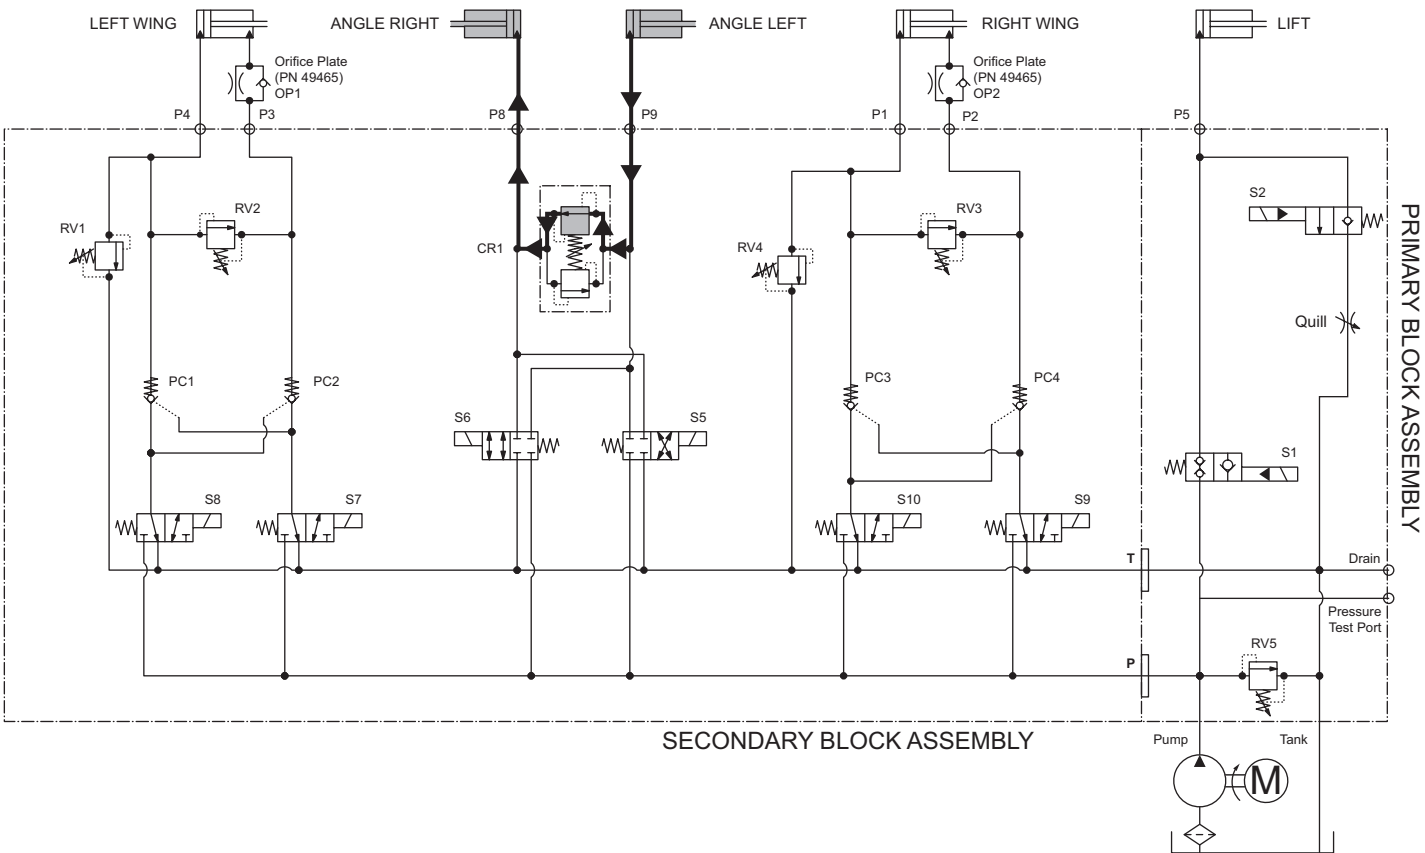 LEFT WING
ANGLE RIGHT
ANGLE LEFT
RIGHT WING
LIFT
Orifice Plate
(PN 49465)
OP1
Orifice Plate
(PN 49465)
OP2
P4
P3
P8
P9
P1
P2
P5
S2
RV1
RV2
CR1
RV4
RV3
Quill
PC1
PC2
PC3
PC4
S6
S5
S1
S8
S7
S10
S9
T
Drain
Pressure
Test Port
RV5
P
PRIMARY BLOCK ASSEMBLY
SECONDARY BLOCK ASSEMBLY
Pump
Tank
M